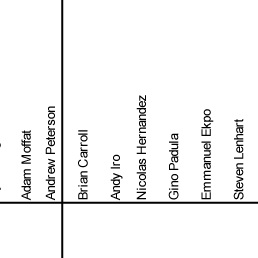 Adam Moffat
Andrew Peterson
Brian Carroll
Andy Iro
Nicolas Hernandez
Gino Padula
Emmanuel Ekpo
Steven Lenhart